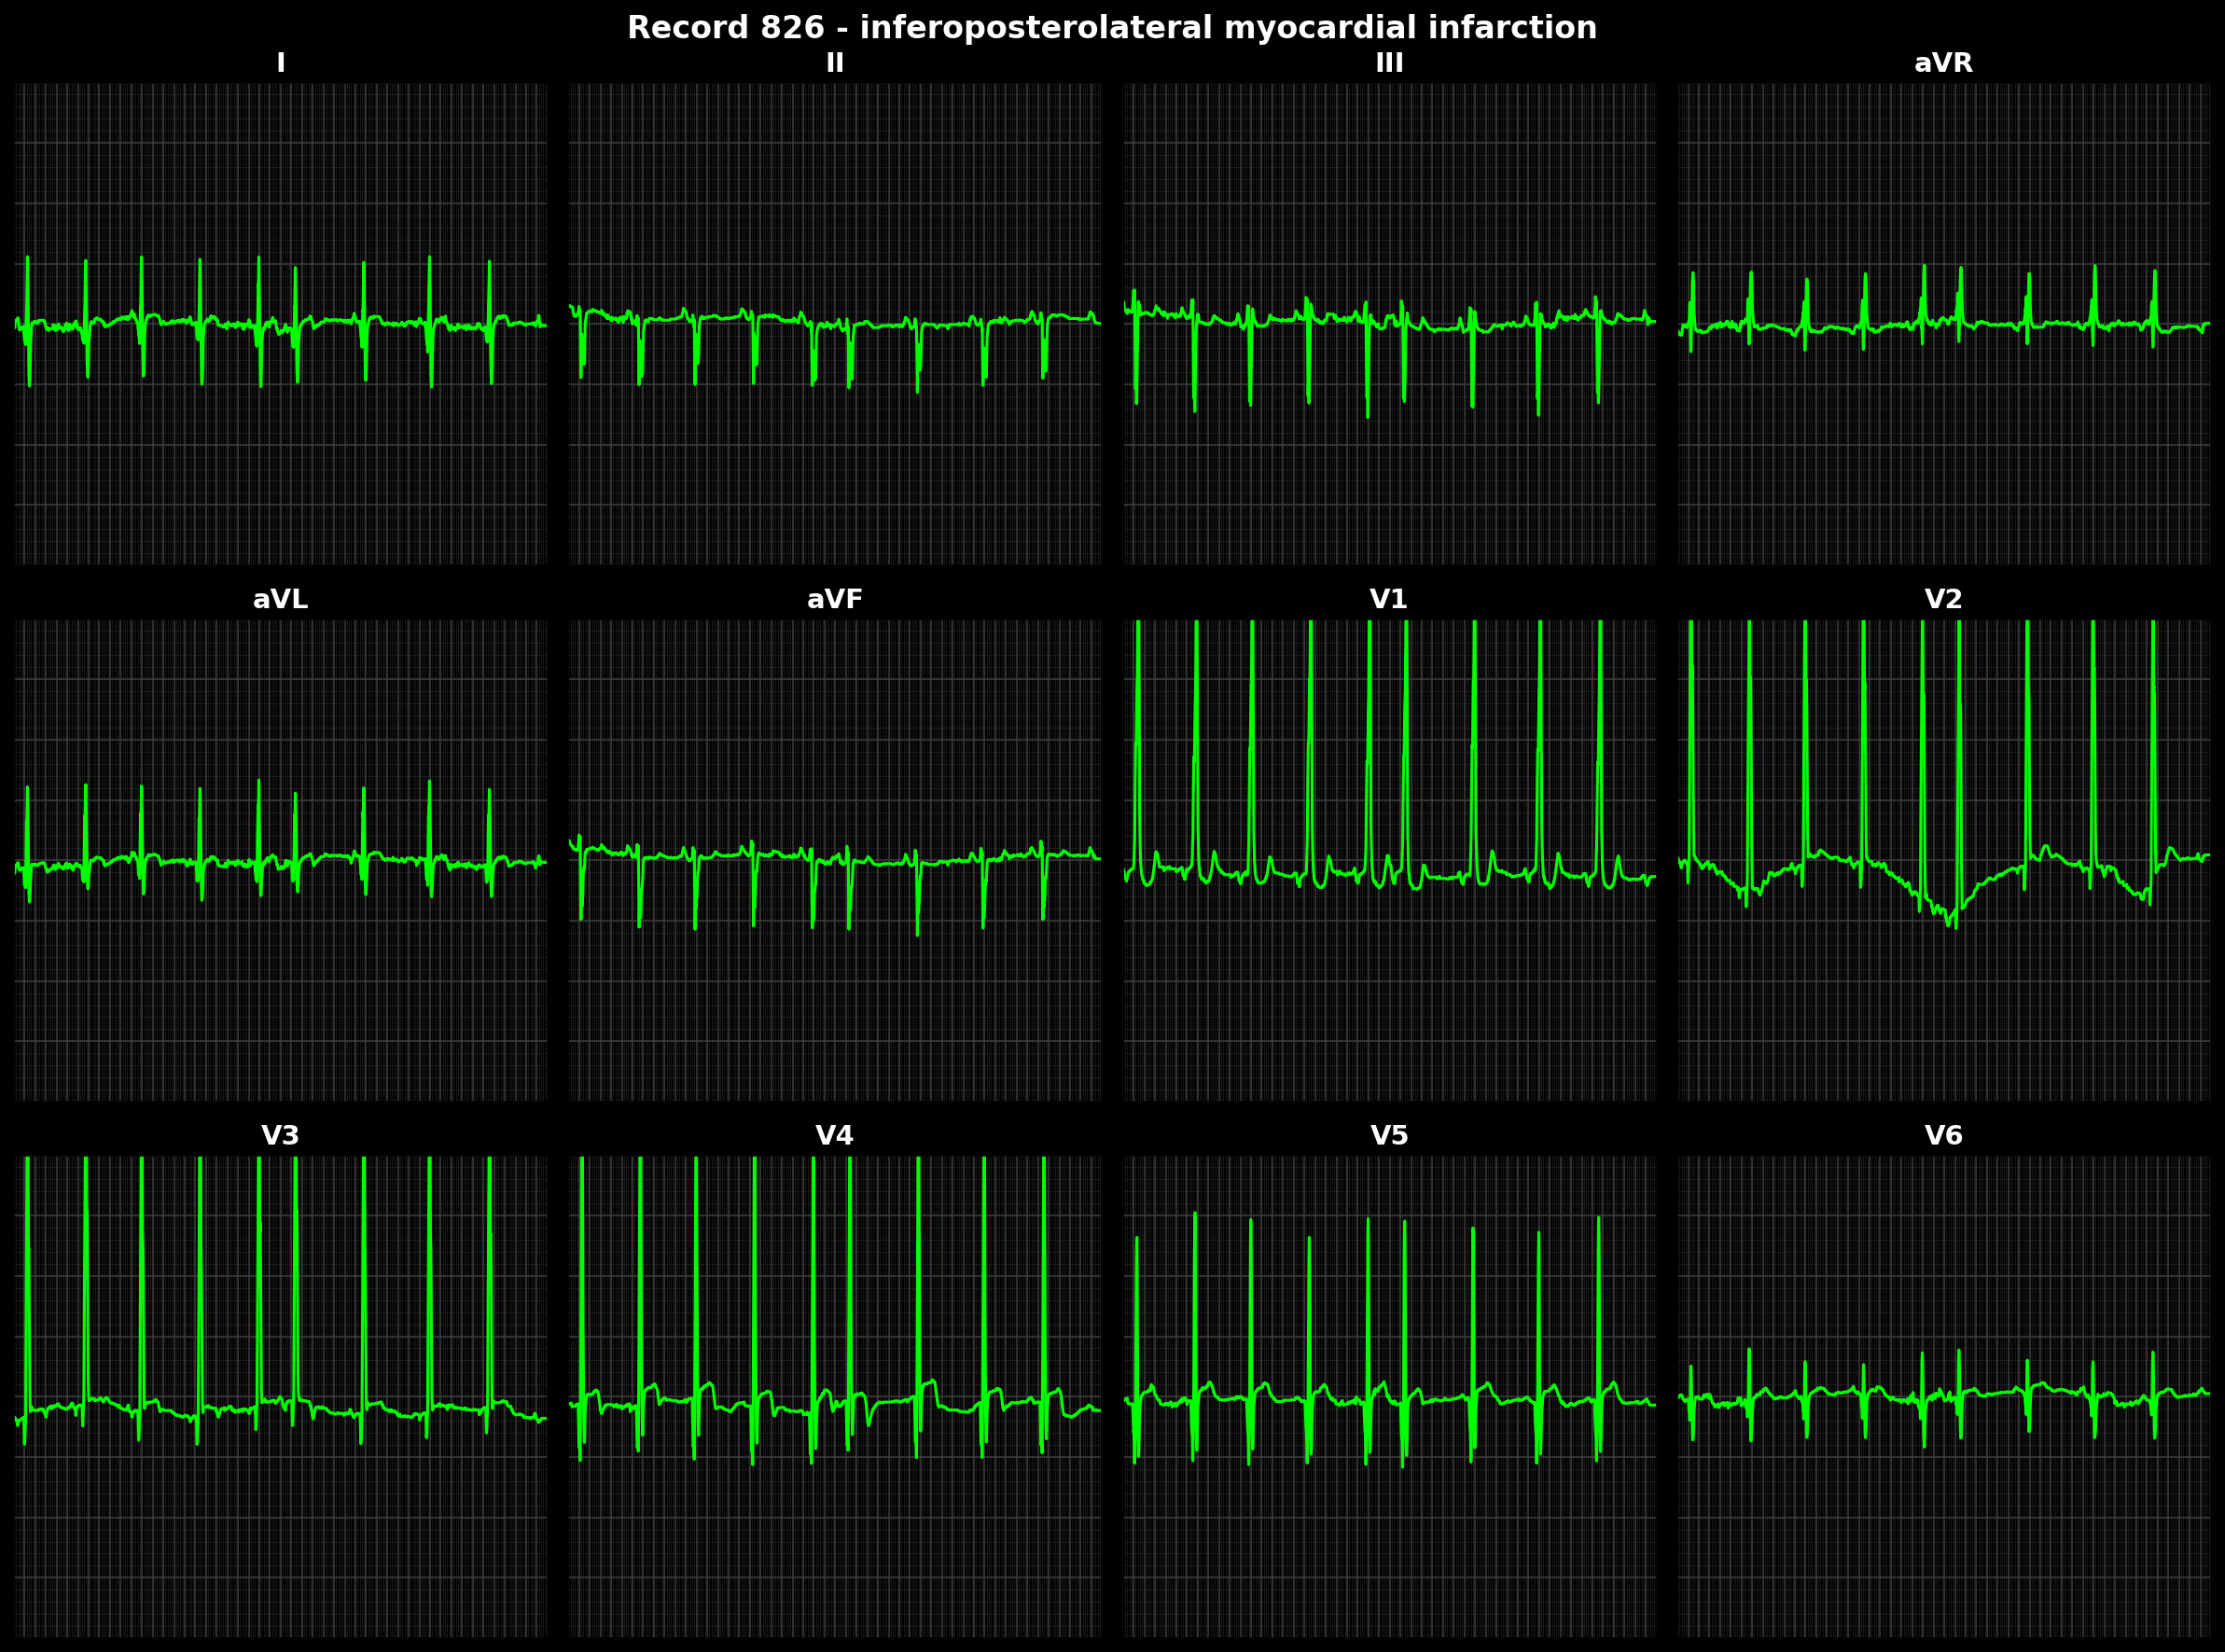 Record 826 - inferoposterolateral myocardial infarction
I II III aVR
aVL aVF V1 V2
V3 V4 V5 V6